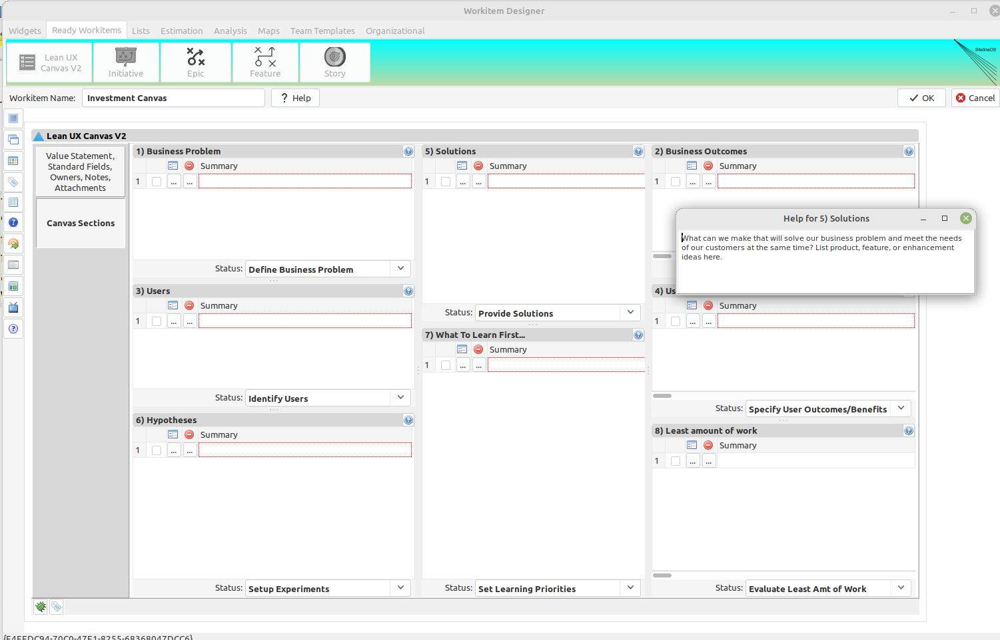 Workitem Designer
Widgets
Ready Workitems
Lists
Estimation
Analysis
Maps
Team Templates
Organizational
Lean UX
Canvas V2
Initiative
Epic
Feature
Story
SitelineOS
Workitem Name:
Investment Canvas
? Help
OK
Cancel
Lean UX Canvas V2
Value Statement,
Standard Fields,
Owners, Notes,
Attachments
Canvas Sections
1) Business Problem
Summary
1
...
...
Status:
Define Business Problem
5) Solutions
Summary
1
...
...
Status:
Provide Solutions
2) Business Outcomes
Summary
1
...
...
Help for 5) Solutions
What can we make that will solve our business problem and meet the needs
of our customers at the same time? List product, feature, or enhancement
ideas here.
3) Users
Summary
1
...
...
Status:
Identify Users
4) Us
Summary
1
...
...
Status:
Specify User Outcomes/Benefits
7) What To Learn First...
Summary
1
...
...
Status:
Set Learning Priorities
6) Hypotheses
Summary
1
...
...
Status:
Setup Experiments
8) Least amount of work
Summary
1
...
...
Status:
Evaluate Least Amt of Work